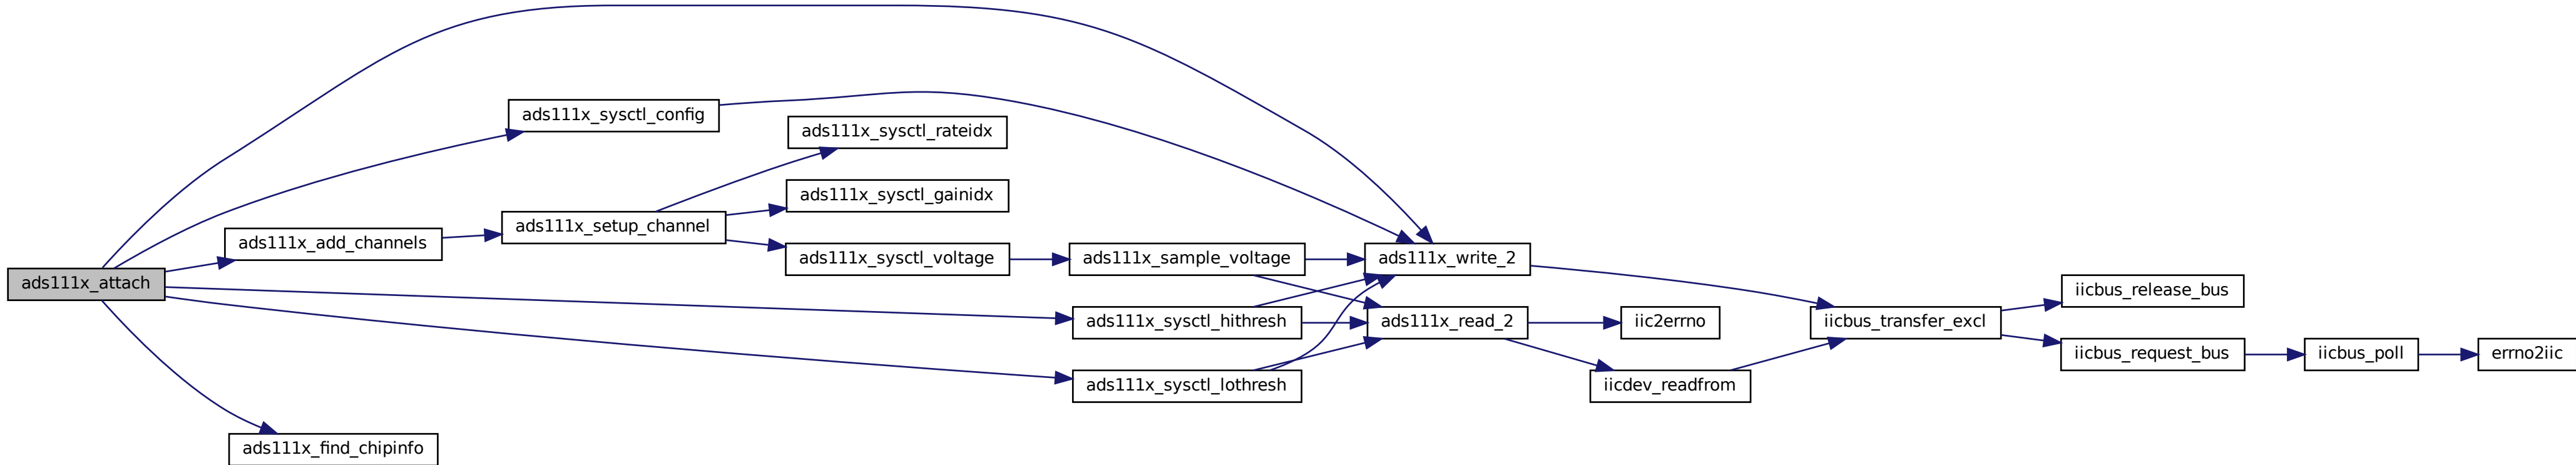 ads111x_attach
ads111x_add_channels
ads111x_find_chipinfo
ads111x_sysctl_config
ads111x_setup_channel
ads111x_sysctl_rateidx
ads111x_sysctl_gainidx
ads111x_sysctl_voltage
ads111x_sample_voltage
ads111x_sysctl_hithresh
ads111x_sysctl_lothresh
ads111x_write_2
ads111x_read_2
iic2errno
iicdev_readfrom
iicbus_transfer_excl
iicbus_release_bus
iicbus_request_bus
iicbus_poll
errno2iic